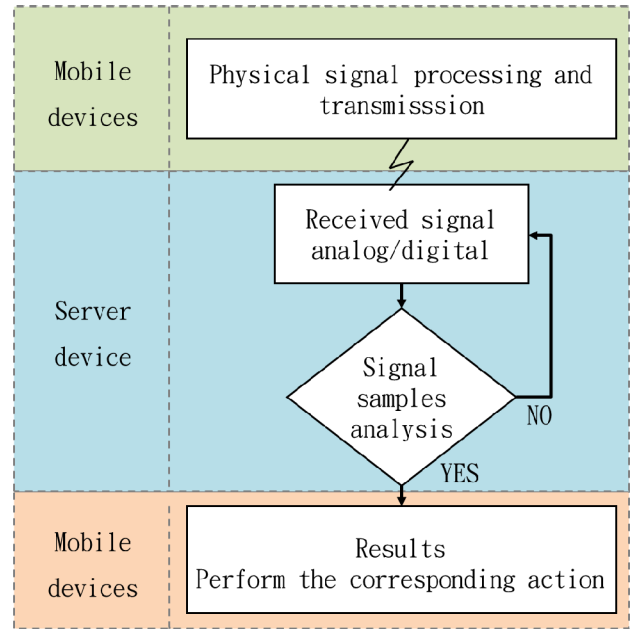 Mobile
devices
Physical signal processing and
transmisssion
Server
device
Received signal
analog/digital
Signal
samples
analysis
NO
YES
Mobile
devices
Results
Perform the corresponding action